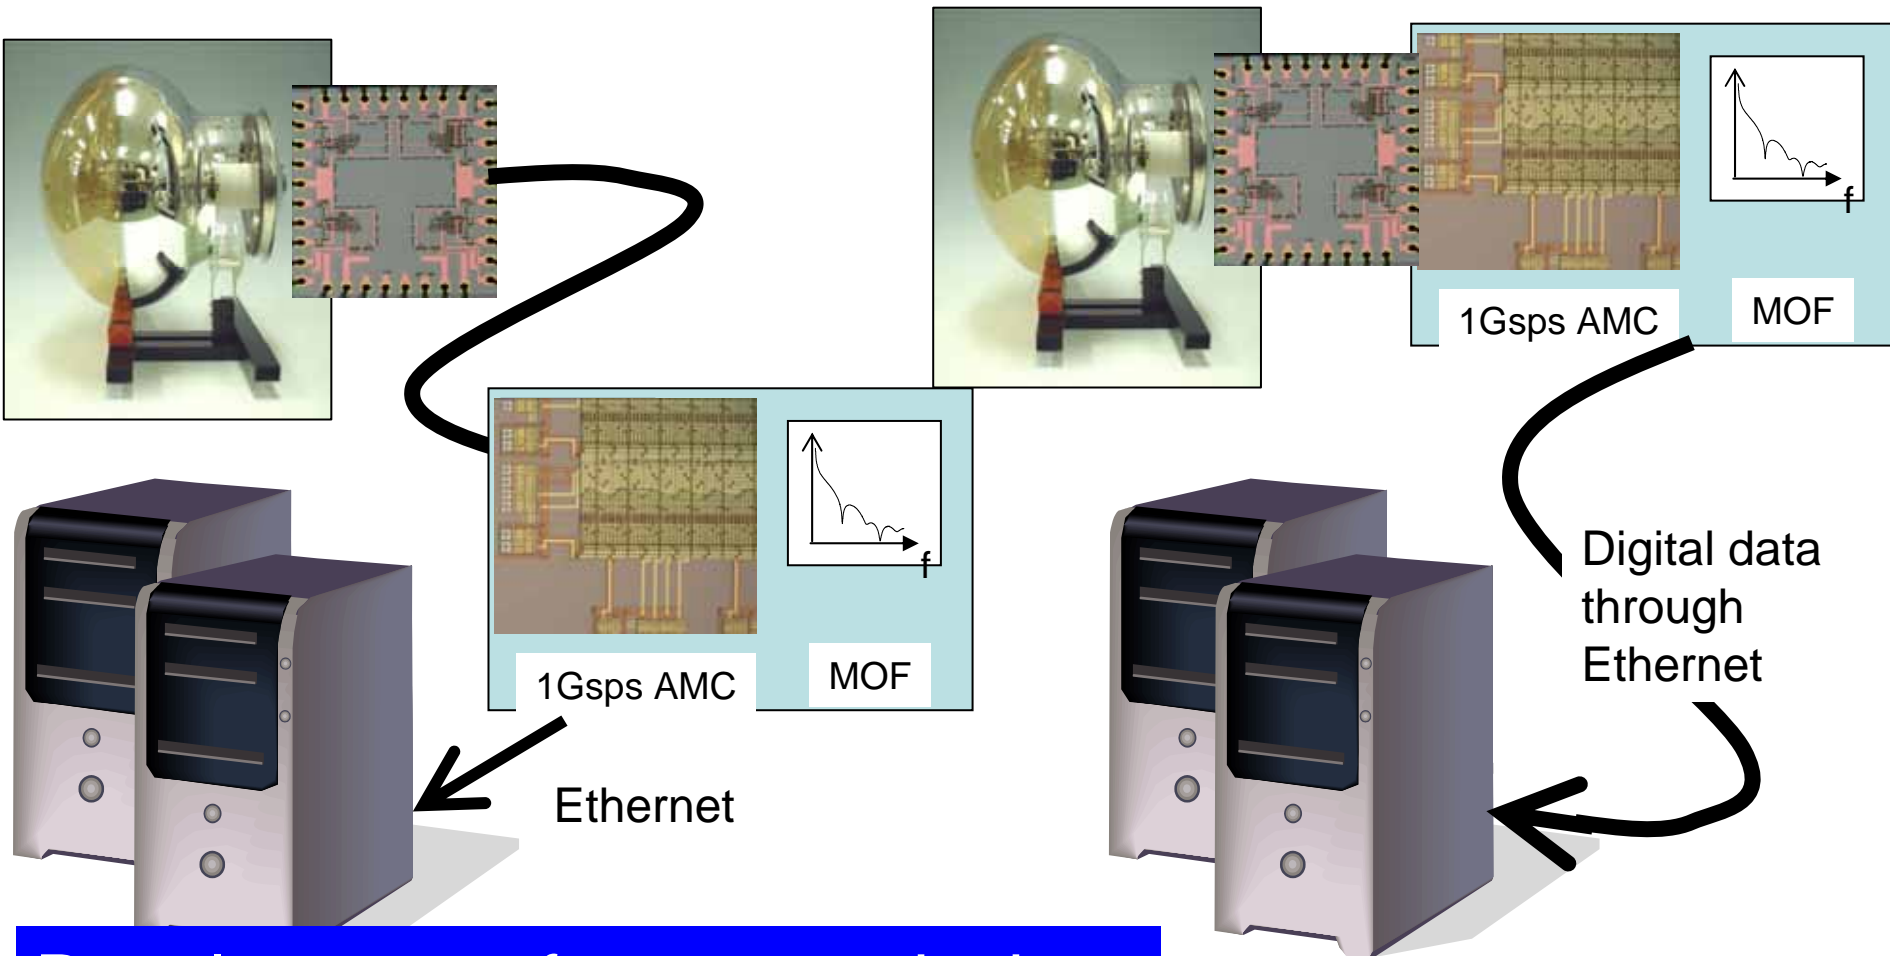 f
1Gsps AMC
MOF
f
1Gsps AMC
MOF
Ethernet
Digital data
through
Ethernet